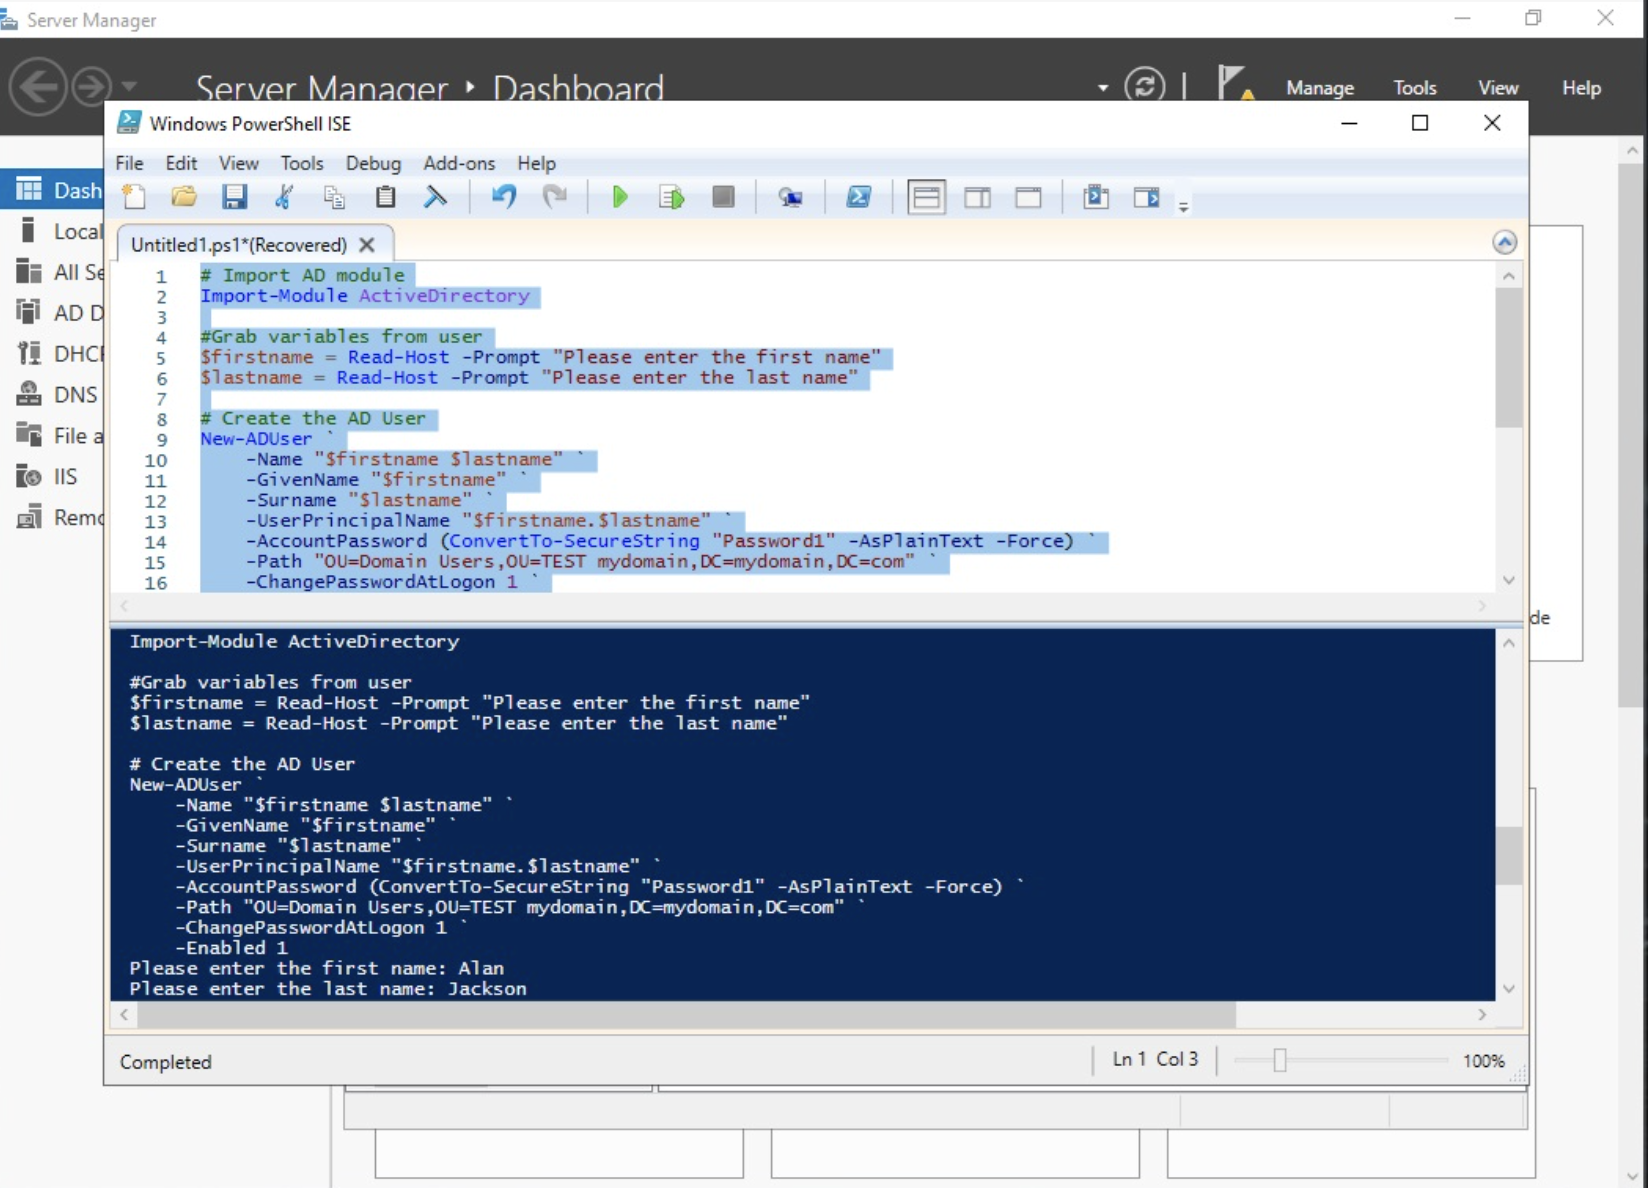 Server Manager
Server Manager ‣ Dashboard
Manage Tools View Help
Windows PowerShell ISE
File Edit View Tools Debug Add-ons Help
Untitled1.ps1*(Recovered)
1 # Import AD module
2 Import-Module ActiveDirectory
3
4 #Grab variables from user
5 $firstname = Read-Host -Prompt "Please enter the first name"
6 $lastname = Read-Host -Prompt "Please enter the last name"
7
8 # Create the AD User
9 New-ADUser `
10 -Name "$firstname $lastname" `
11 -GivenName "$firstname" `
12 -Surname "$lastname" `
13 -UserPrincipalName "$firstname.$lastname" `
14 -AccountPassword (ConvertTo-SecureString "Password1" -AsPlainText -Force) `
15 -Path "OU=Domain Users,OU=TEST mydomain,DC=mydomain,DC=com" `
16 -ChangePasswordAtLogon 1 `
Import-Module ActiveDirectory
#Grab variables from user
$firstname = Read-Host -Prompt "Please enter the first name"
$lastname = Read-Host -Prompt "Please enter the last name"
# Create the AD User
New-ADUser `
-Name "$firstname $lastname" `
-GivenName "$firstname" `
-Surname "$lastname" `
-UserPrincipalName "$firstname.$lastname" `
-AccountPassword (ConvertTo-SecureString "Password1" -AsPlainText -Force) `
-Path "OU=Domain Users,OU=TEST mydomain,DC=mydomain,DC=com" `
-ChangePasswordAtLogon 1 `
-Enabled 1
Please enter the first name: Alan
Please enter the last name: Jackson
Completed
Ln 1 Col 3
100%
Dash
Local
All Se
AD D
DHCP
DNS
File a
IIS
Remo
de